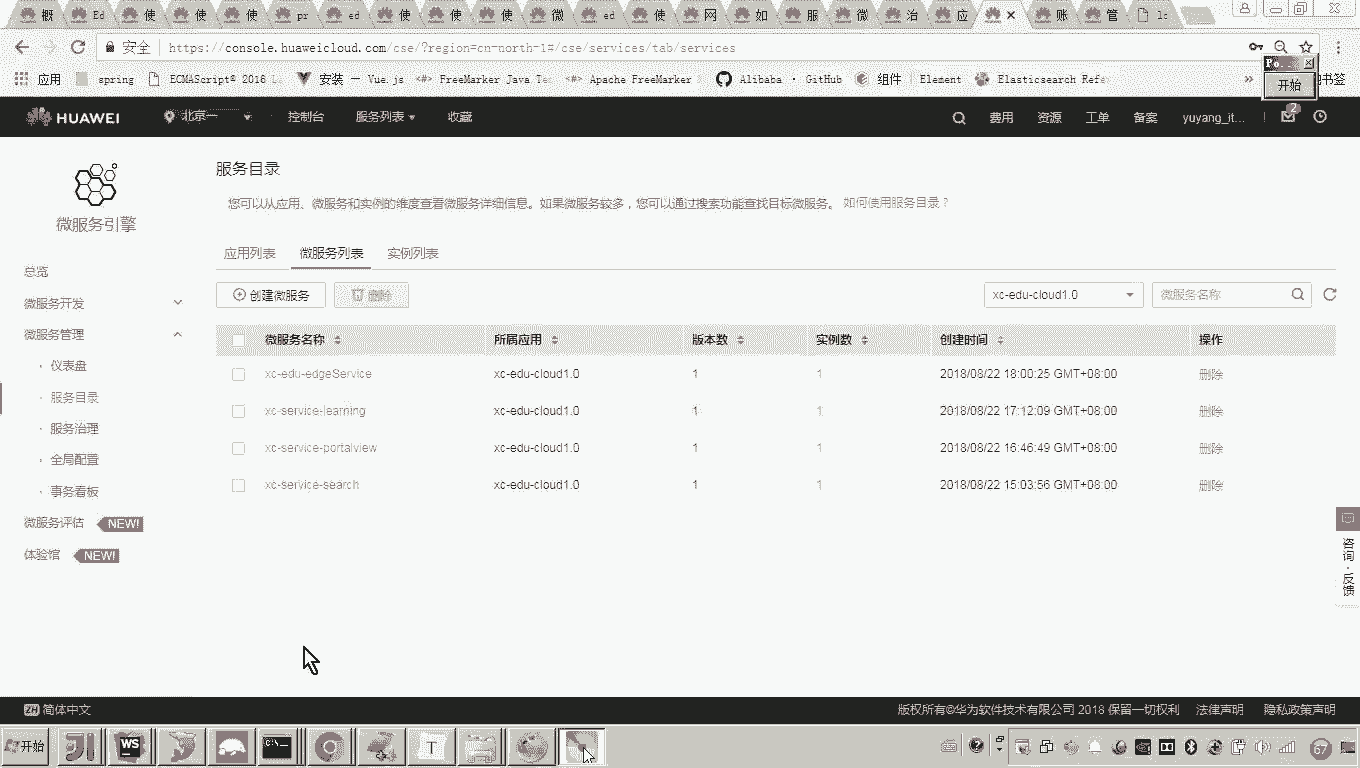 概 Ed 使 使 使 pr ed 使 使 使 微 ed 使 网 如 服 微 治 应 账 管
安全 https://console.huaweicloud.com/cse/?region=cn-north-1#/cse/services/tab/services
应用 spring ECMAScript® 2016 安装 — Vue.js FreeMarker Java Te Apache FreeMarker Alibaba · GitHub 组件 | Element Elasticsearch Refe » 书签
Po...
开始
HUAWEI 北京一 控制台 服务列表 收藏 费用 资源 工单 备案 yuyang_it... 2
微服务引擎
总览
微服务开发
微服务管理
· 仪表盘
· 服务目录
· 服务治理
· 全局配置
· 事务看板
微服务评估 NEW!
体验馆 NEW!
服务目录
您可以从应用、微服务和实例的维度查看微服务详细信息。如果微服务较多，您可以通过搜索功能查找目标微服务。 如何使用服务目录？
应用列表 微服务列表 实例列表
创建微服务 删除 xc-edu-cloud1.0 微服务名称
微服务名称 所属应用 版本数 实例数 创建时间 操作
xc-edu-edgeService xc-edu-cloud1.0 1 1 2018/08/22 18:00:25 GMT+08:00 删除
xc-service-learning xc-edu-cloud1.0 1 1 2018/08/22 17:12:09 GMT+08:00 删除
xc-service-portalview xc-edu-cloud1.0 1 1 2018/08/22 16:46:49 GMT+08:00 删除
xc-service-search xc-edu-cloud1.0 1 1 2018/08/22 15:03:56 GMT+08:00 删除
咨询·反馈
ZH 简体中文 版权所有©华为软件技术有限公司 2018 保留一切权利 法律声明 隐私政策声明
开始 WS T 67